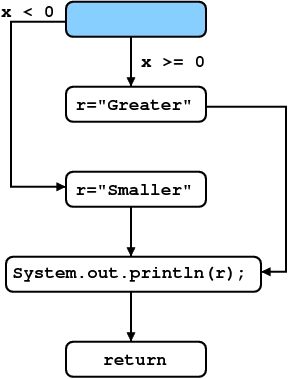 x < 0
x >= 0
r="Greater"
r="Smaller"
System.out.println(r);
return